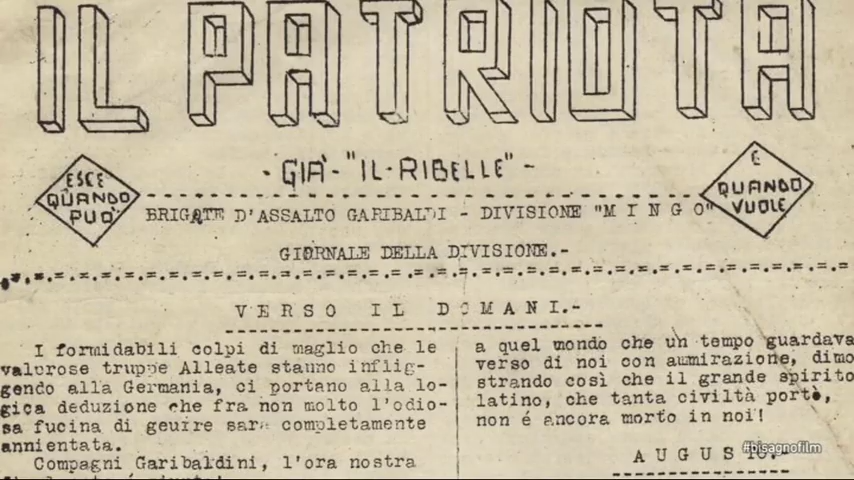 IL PATRIOTA
- GIÀ - "IL - RIBELLE" -
ESCE
QUANDO
PUO'
E
QUANDO
VUOLE
BRIGATE D'ASSALTO GARIBALDI - DIVISIONE "M I N G O"
GIORNALE DELLA DIVISIONE.-
V E R S O   I L   D O M A N I.-
I formidabili colpi di maglio che le
valorose truppe Alleate stanno inflig-
gendo alla Germania, ci portano alla lo-
gica deduzione che fra non molto l'odio-
sa fucina di guerre sarà completamente
annientata.
Compagni Garibaldini, l'ora nostra
a quel mondo che un tempo guardava
verso di noi con ammirazione, dimo
strando così che il grande spirito
latino, che tanta civiltà portò,
non é ancora morto in noi!
A U G U S T O.-
#bisagnofilm